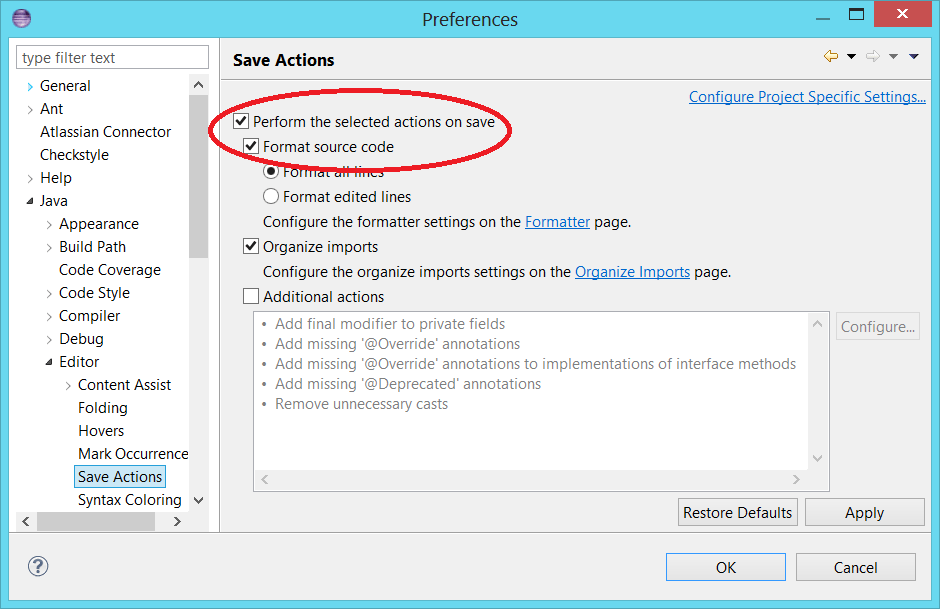 Preferences
type filter text
General
Ant
Atlassian Connector
Checkstyle
Help
Java
Appearance
Build Path
Code Coverage
Code Style
Compiler
Debug
Editor
Content Assist
Folding
Hovers
Mark Occurrence
Save Actions
Syntax Coloring
Save Actions
Configure Project Specific Settings...
Perform the selected actions on save
Format source code
Format all lines
Format edited lines
Configure the formatter settings on the Formatter page.
Organize imports
Configure the organize imports settings on the Organize Imports page.
Additional actions
• Add final modifier to private fields
• Add missing '@Override' annotations
• Add missing '@Override' annotations to implementations of interface methods
• Add missing '@Deprecated' annotations
• Remove unnecessary casts
Configure...
Restore Defaults
Apply
?
OK
Cancel